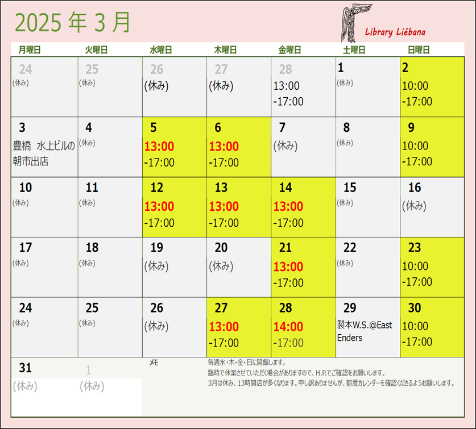 2025 年 3 月
Library Liébana
月曜日 火曜日 水曜日 木曜日 金曜日 土曜日 日曜日
24 25 26 27 28 1 2
(休み) (休み) (休み) (休み) 13:00 (休み) 10:00
-17:00 -17:00
3 4 5 6 7 8 9
豊橋 水上ビルの (休み) 13:00 13:00 (休み) (休み) 10:00
朝市出店 -17:00 -17:00 -17:00
10 11 12 13 14 15 16
(休み) (休み) 13:00 13:00 13:00 (休み) (休み)
-17:00 -17:00 -17:00
17 18 19 20 21 22 23
(休み) (休み) (休み) (休み) 13:00 (休み) 10:00
-17:00 -17:00
24 25 26 27 28 29 30
(休み) (休み) (休み) 13:00 14:00 製本W.S.@East 10:00
-17:00 -17:00 Enders -17:00
31 1 メモ
(休み) (休み)
毎週水・木・金・日に開館します。
臨時で休業させていただく場合がありますので、H.P.でご確認をお願いします。
3月は休み、13時開店が多くなります。申し訳ありませんが、都度カレンダーを確認くださるようお願いします。